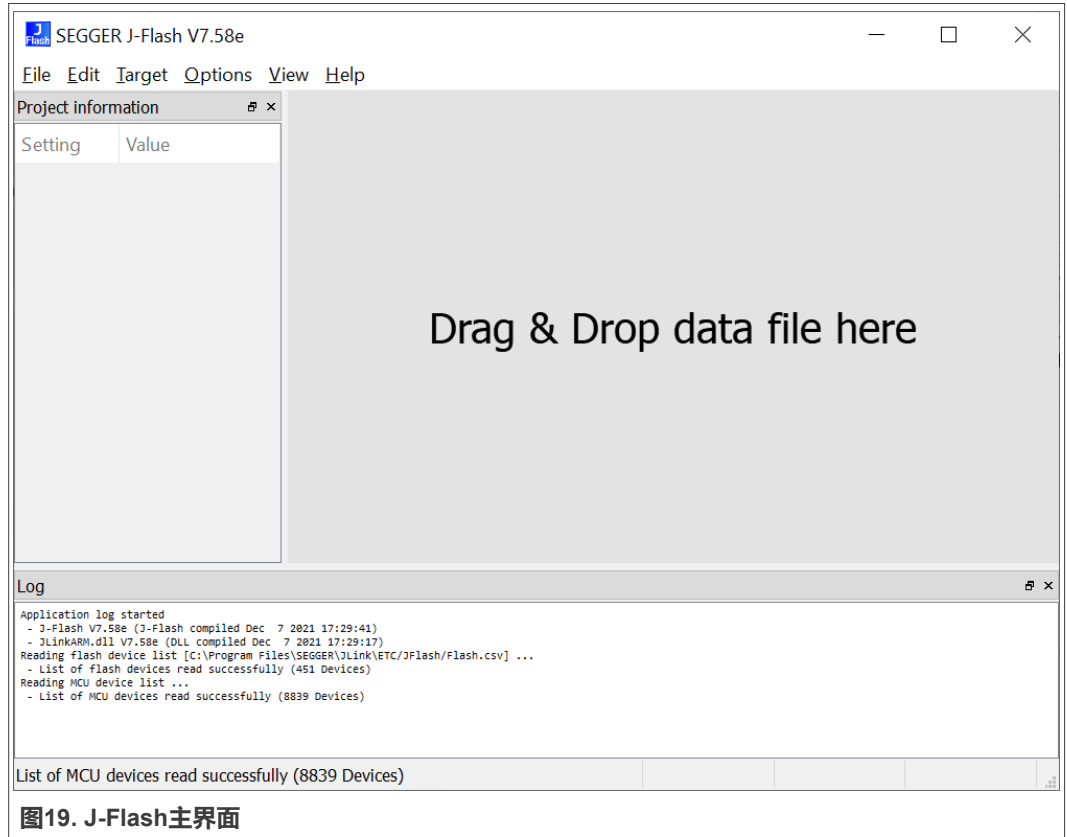 J Flash SEGGER J-Flash V7.58e
File Edit Target Options View Help
Project information
Setting Value
Drag & Drop data file here
Log
Application log started
- J-Flash V7.58e (J-Flash compiled Dec  7 2021 17:29:41)
- JLinkARM.dll V7.58e (DLL compiled Dec  7 2021 17:29:17)
Reading flash device list [C:\Program Files\SEGGER\JLink\ETC/JFlash/Flash.csv] ...
- List of flash devices read successfully (451 Devices)
Reading MCU device list ...
- List of MCU devices read successfully (8839 Devices)
List of MCU devices read successfully (8839 Devices)
图19. J-Flash主界面